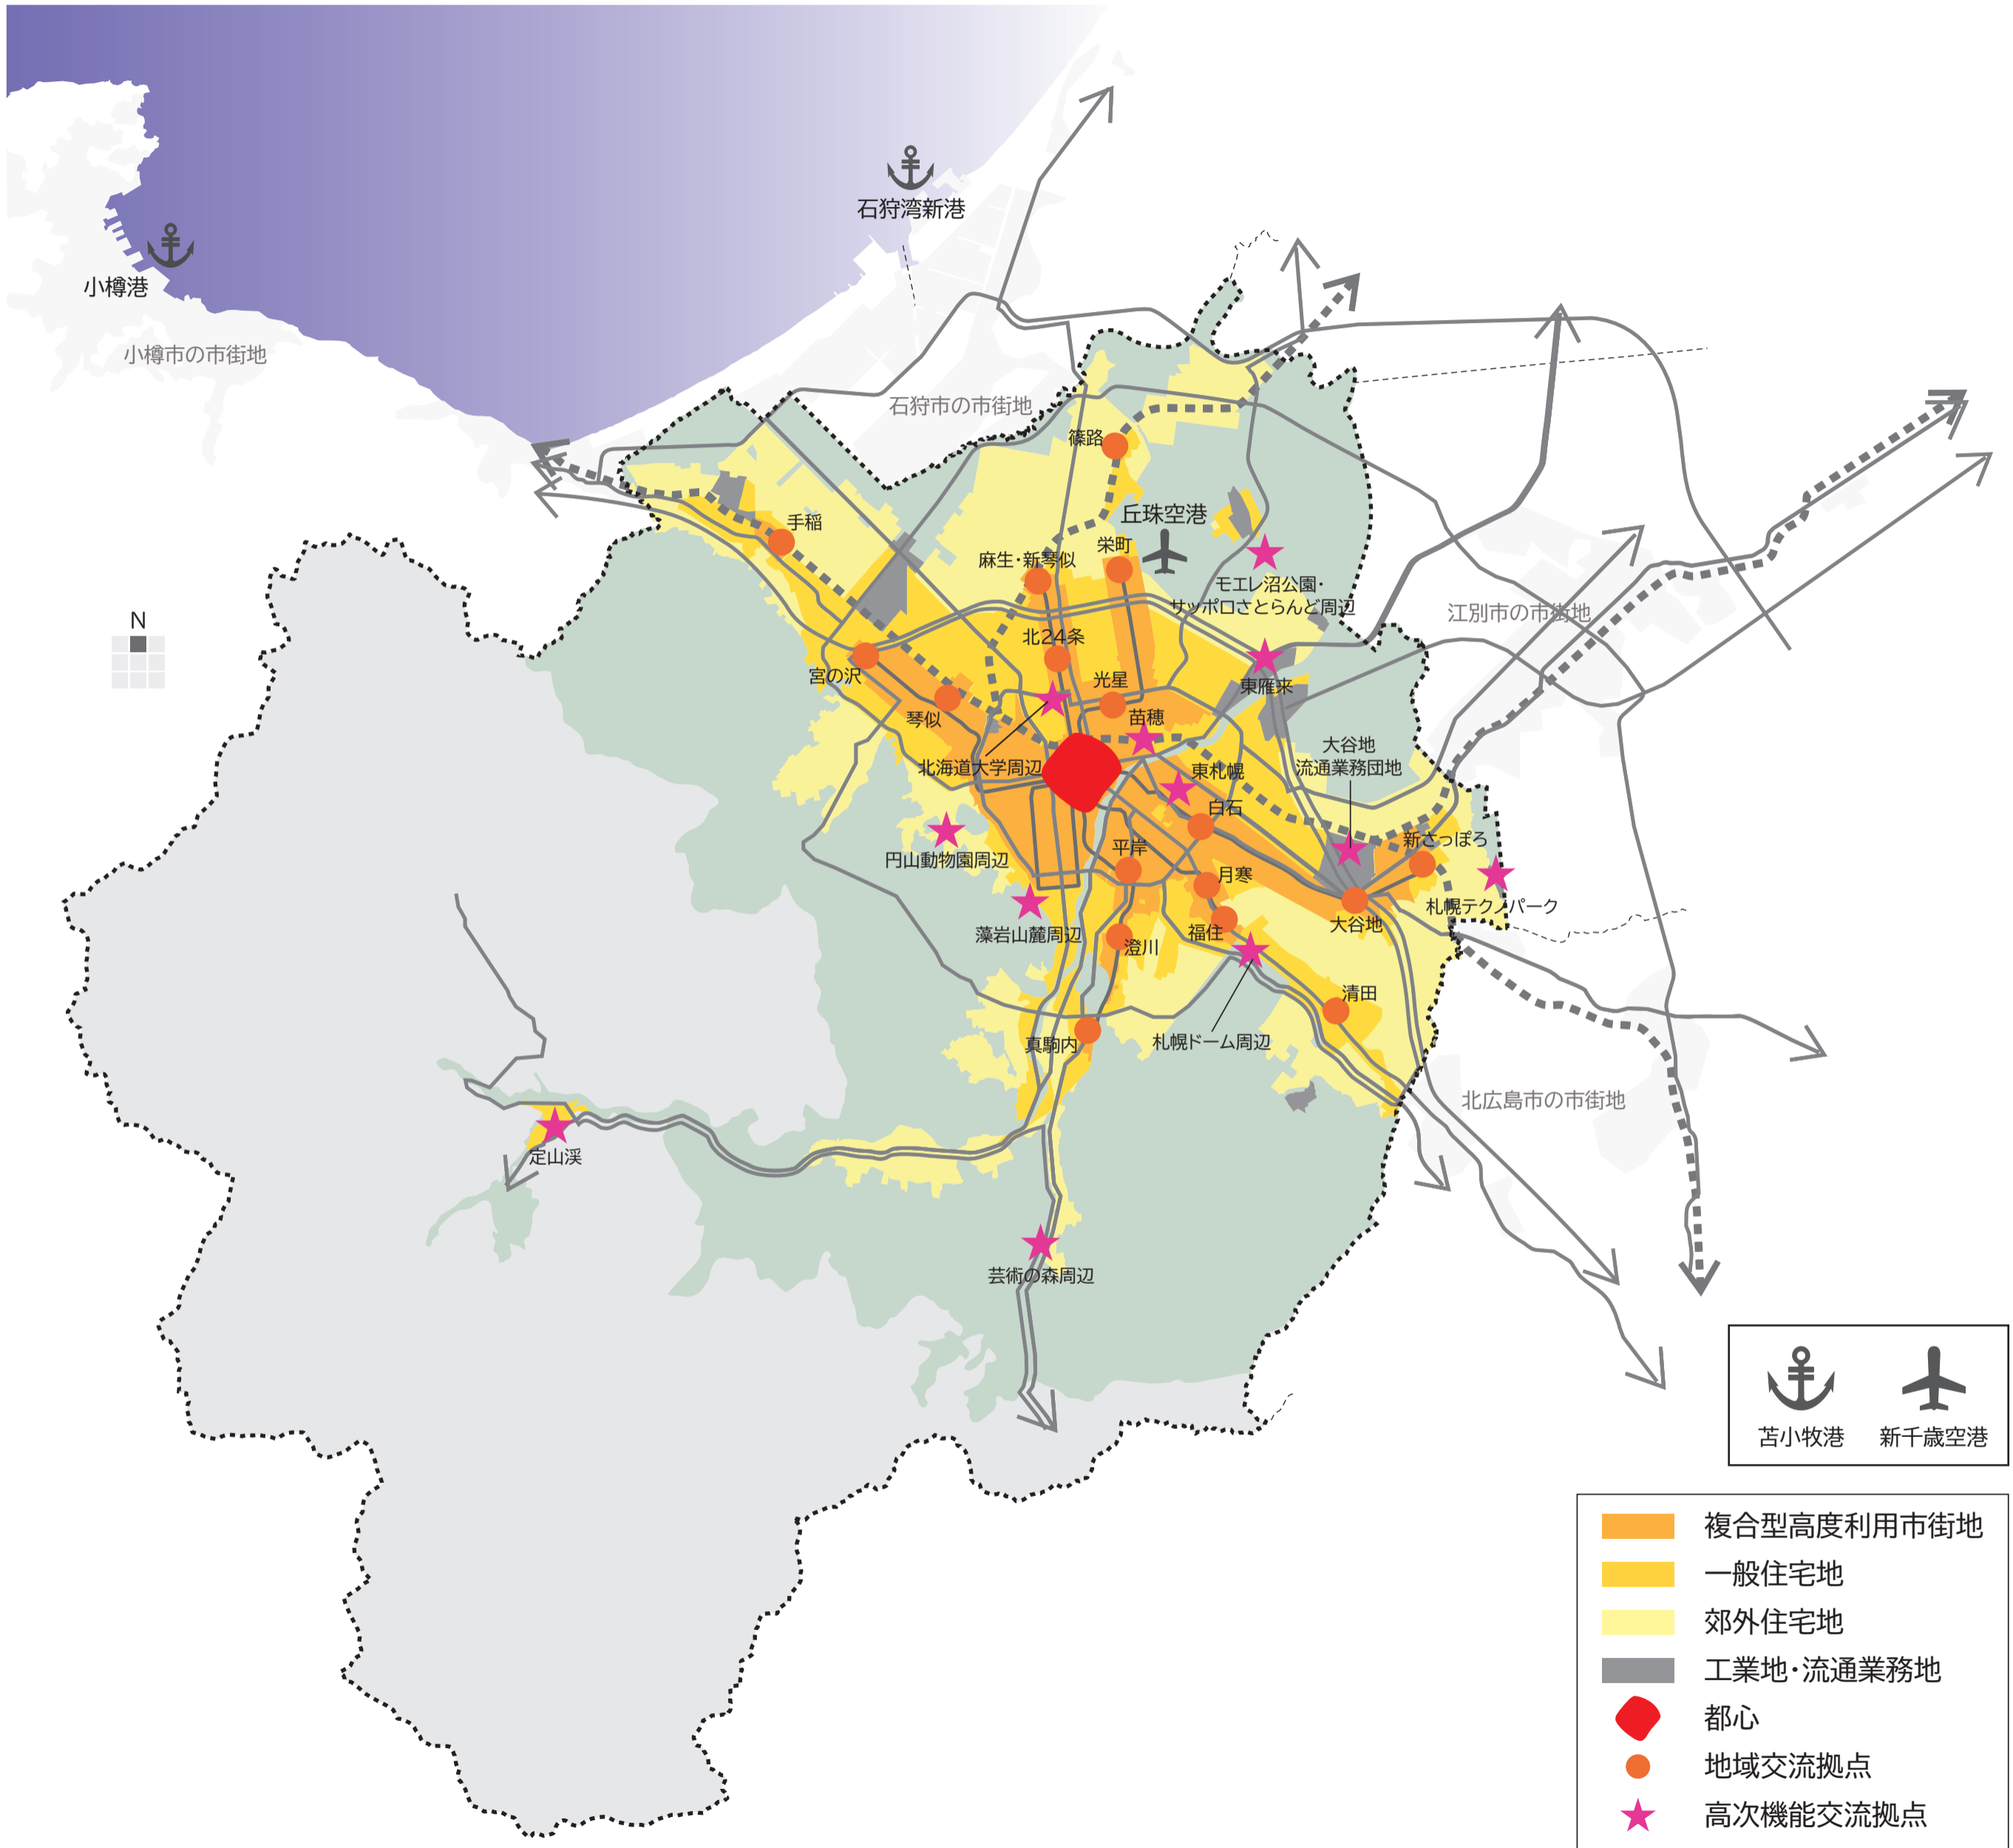 石狩湾新港
小樽港
小樽市の市街地
石狩市の市街地
篠路
丘珠空港
手稲
栄町
麻生・新琴似
モエレ沼公園・
サッポロさとらんど周辺
江別市の市街地
N
北24条
宮の沢
光星
東雁来
琴似
苗穂
大谷地
流通業務団地
北海道大学周辺
東札幌
白石
新さっぽろ
平岸
円山動物園周辺
月寒
札幌テクノパーク
大谷地
藻岩山麓周辺
福住
澄川
清田
真駒内
札幌ドーム周辺
北広島市の市街地
定山渓
芸術の森周辺
苫小牧港
新千歳空港
複合型高度利用市街地
一般住宅地
郊外住宅地
工業地・流通業務地
都心
地域交流拠点
高次機能交流拠点